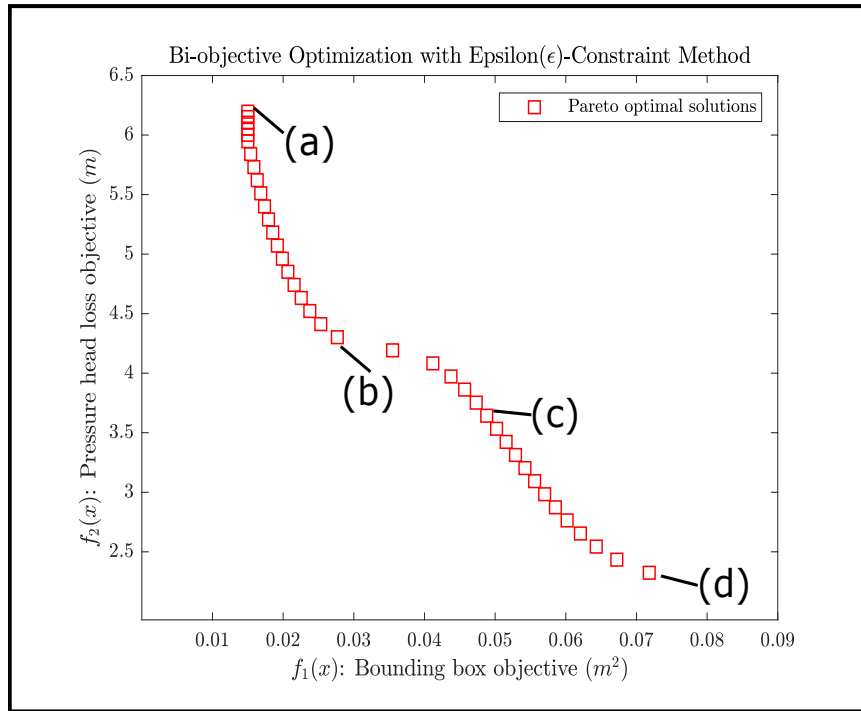 Bi-objective Optimization with Epsilon(ϵ)-Constraint Method
Pareto optimal solutions
(a)
(b)
(c)
(d)
6.5
6
5.5
5
4.5
4
3.5
3
2.5
f₂(x): Pressure head loss objective (m)
0.01 0.02 0.03 0.04 0.05 0.06 0.07 0.08 0.09
f₁(x): Bounding box objective (m²)